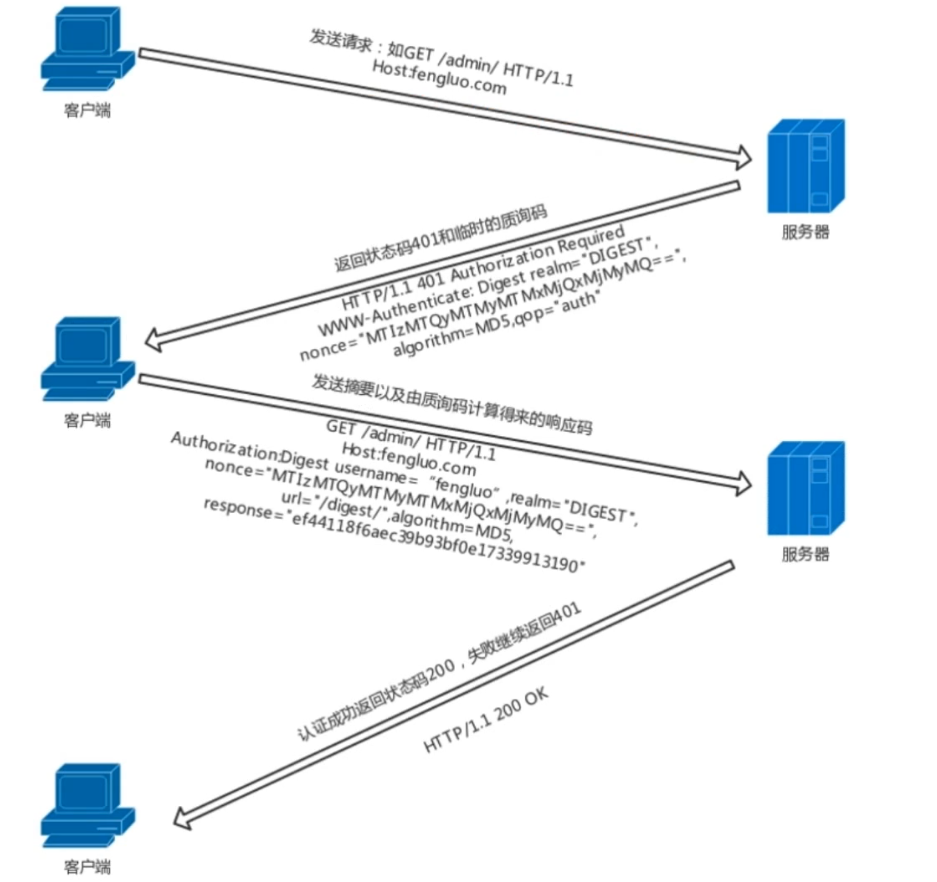 发送请求：如GET /admin/ HTTP/1.1
Host:fengluo.com
客户端
服务器
返回状态码401和临时的质询码
HTTP/1.1 401 Authorization Required
WWW-Authenticate: Digest realm="DIGEST",
nonce="MTIzMTQyMTMyMTMxMjQxMjMyMQ==",
algorithm=MD5,qop="auth"
客户端
发送摘要以及由质询码计算得来的响应码
GET /admin/ HTTP/1.1
Host:fengluo.com
Authorization:Digest username=“fengluo”,realm="DIGEST",
nonce="MTIzMTQyMTMyMTMxMjQxMjMyMQ==",
url="/digest/",algorithm=MD5,
response="ef44118f6aec39b93bf0e17339913190"
服务器
认证成功返回状态码200，失败继续返回401
HTTP/1.1 200 OK
客户端